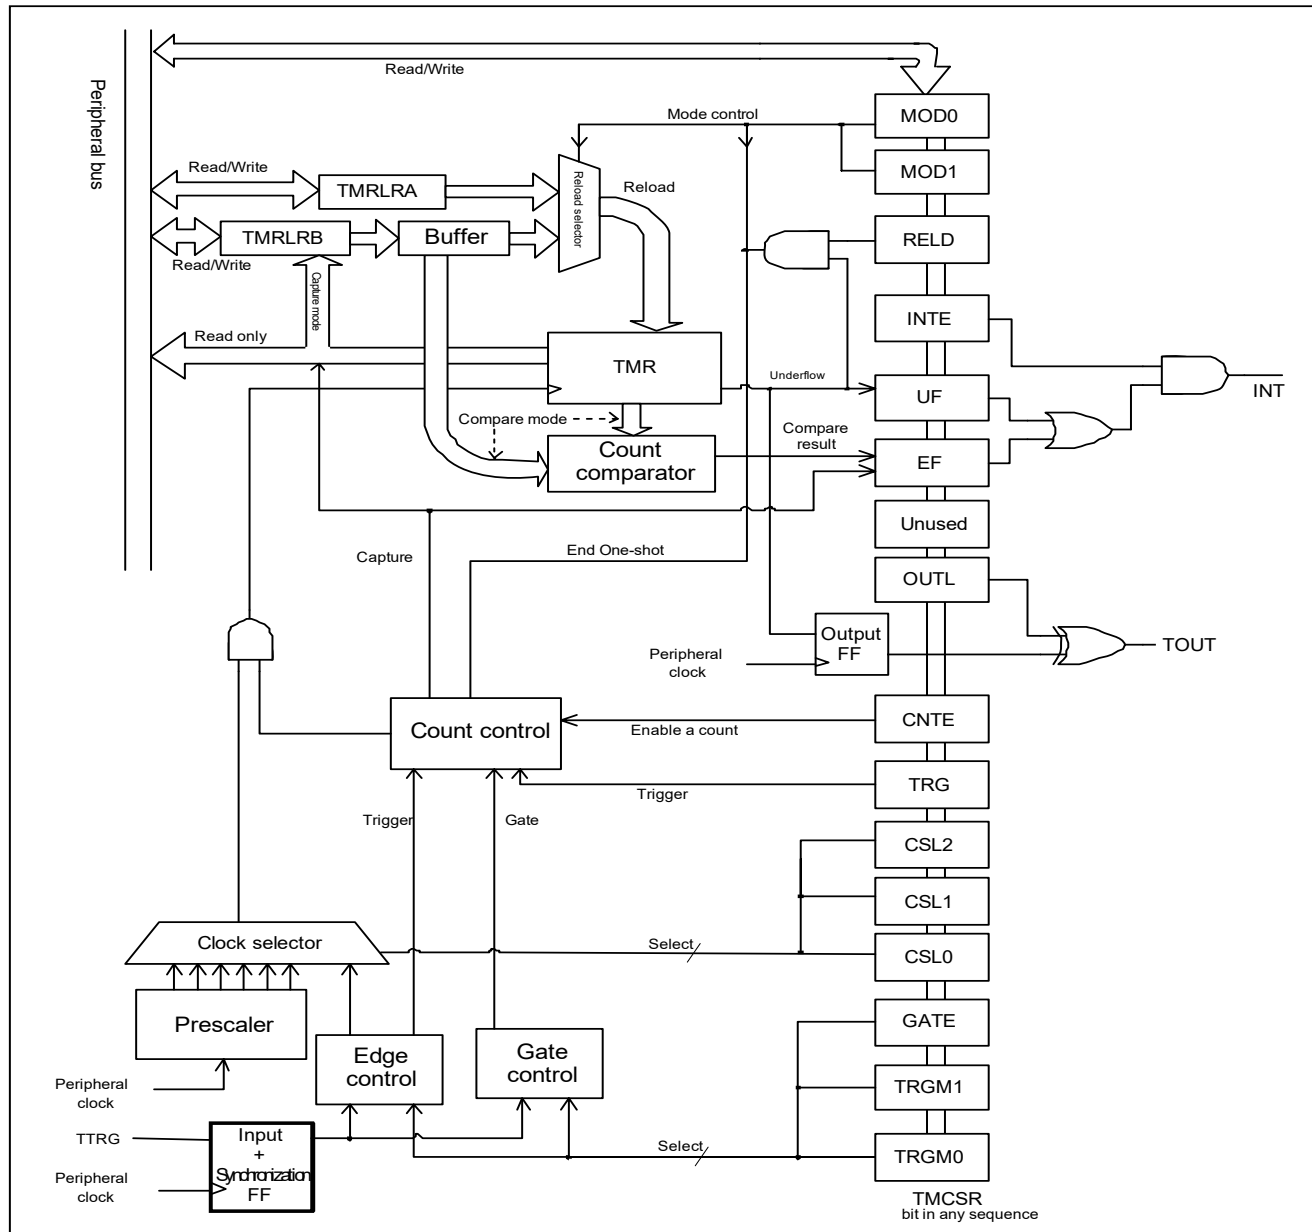 Read/Write
Peripheral bus
MOD0
Mode control
MOD1
Read/Write
TMRLRA
Reload selector
Reload
TMRLRB
Buffer
RELD
Read/Write
Capture mode
INTE
Read only
TMR
Underflow
UF
INT
Compare mode
Compare
result
Count
comparator
EF
Unused
Capture
End One-shot
OUTL
Output
FF
Peripheral
clock
TOUT
Count control
Enable a count
CNTE
Trigger
TRG
Trigger
Gate
CSL2
CSL1
Clock selector
Select
CSL0
Prescaler
GATE
Edge
control
Gate
control
Peripheral
clock
TRGM1
TTRG
Input
+
Synchronization
FF
Select
TRGM0
Peripheral
clock
TMCSR
bit in any sequence